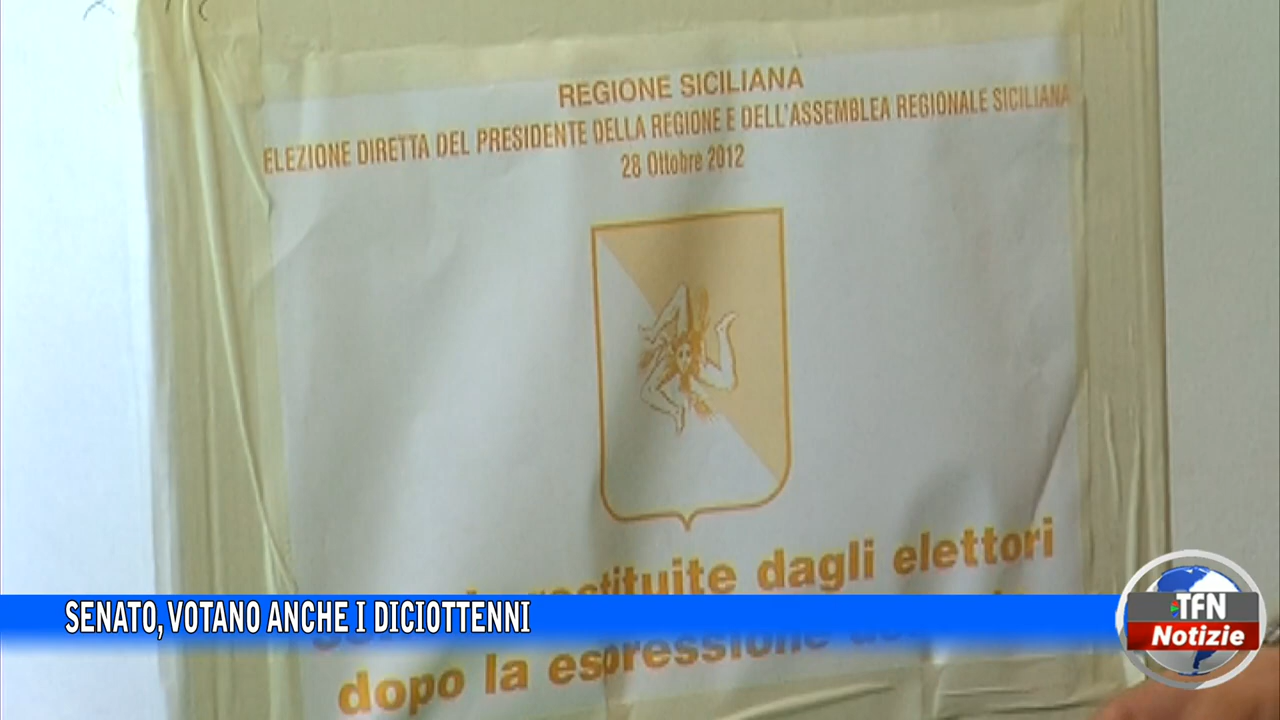 REGIONE SICILIANA
ELEZIONE DIRETTA DEL PRESIDENTE DELLA REGIONE E DELL'ASSEMBLEA REGIONALE SICILIANA
28 Ottobre 2012
dagli elettori
SENATO, VOTANO ANCHE I DICIOTTENNI
TFN
Notizie
dopo la espressione